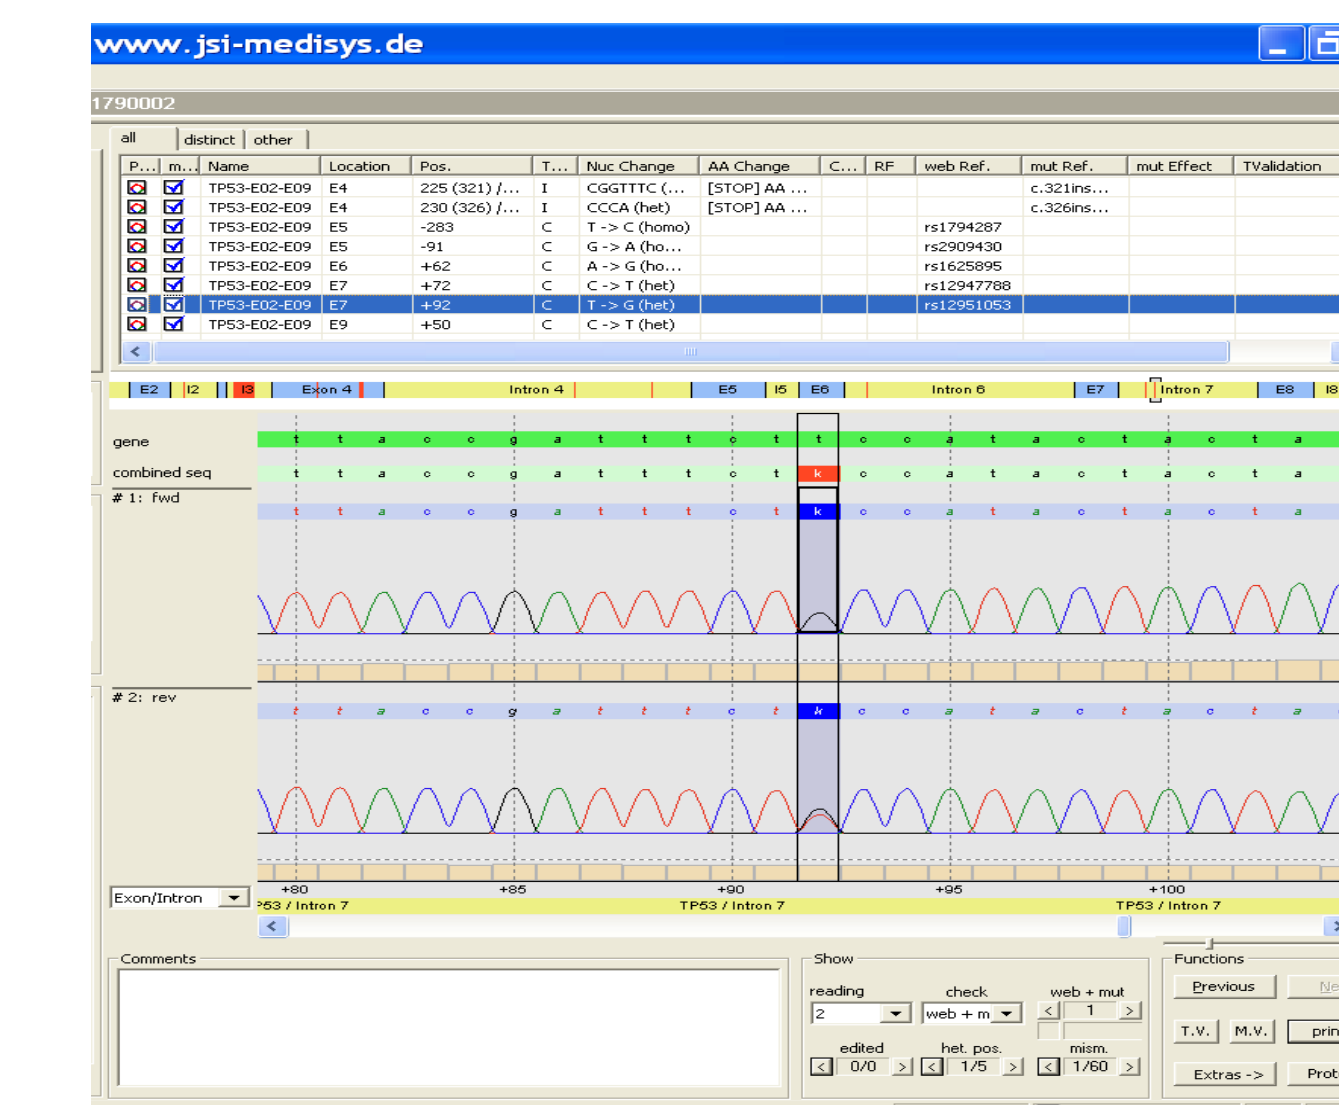 www.jsi-medisys.de
1790002
all distinct other
P... m... Name Location Pos. T... Nuc Change AA Change C... RF web Ref. mut Ref. mut Effect TValidation
TP53-E02-E09 E4 225 (321) /... I CGGTTTC (... [STOP] AA ... c.321ins...
TP53-E02-E09 E4 230 (326) /... I CCCA (het) [STOP] AA ... c.326ins...
TP53-E02-E09 E5 -283 C T -> C (homo) rs1794287
TP53-E02-E09 E5 -91 C G -> A (ho... rs2909430
TP53-E02-E09 E6 +62 C A -> G (ho... rs1625895
TP53-E02-E09 E7 +72 C C -> T (het) rs12947788
TP53-E02-E09 E7 +92 C T -> G (het) rs12951053
TP53-E02-E09 E9 +50 C C -> T (het)
E2 I2 I3 Exon 4 Intron 4 E5 I5 E6 Intron 6 E7 Intron 7 E8 I8
gene t t a c c g a t t t c t t c c a t a c t a c t a
combined seq t t a c c g a t t t c t k c c a t a c t a c t a
# 1: fwd
t t a c c g a t t t c t k c c a t a c t a c t a
# 2: rev
t t a c c g a t t t c t k c c a t a c t a c t a
+80 +85 +90 +95 +100
Exon/Intron P53 / Intron 7 TP53 / Intron 7 TP53 / Intron 7
Comments Show Functions
reading check web + mut Previous Ne
2 web + m 1
T.V. M.V. prin
edited het. pos. mism.
0/0 1/5 1/60
Extras -> Prot